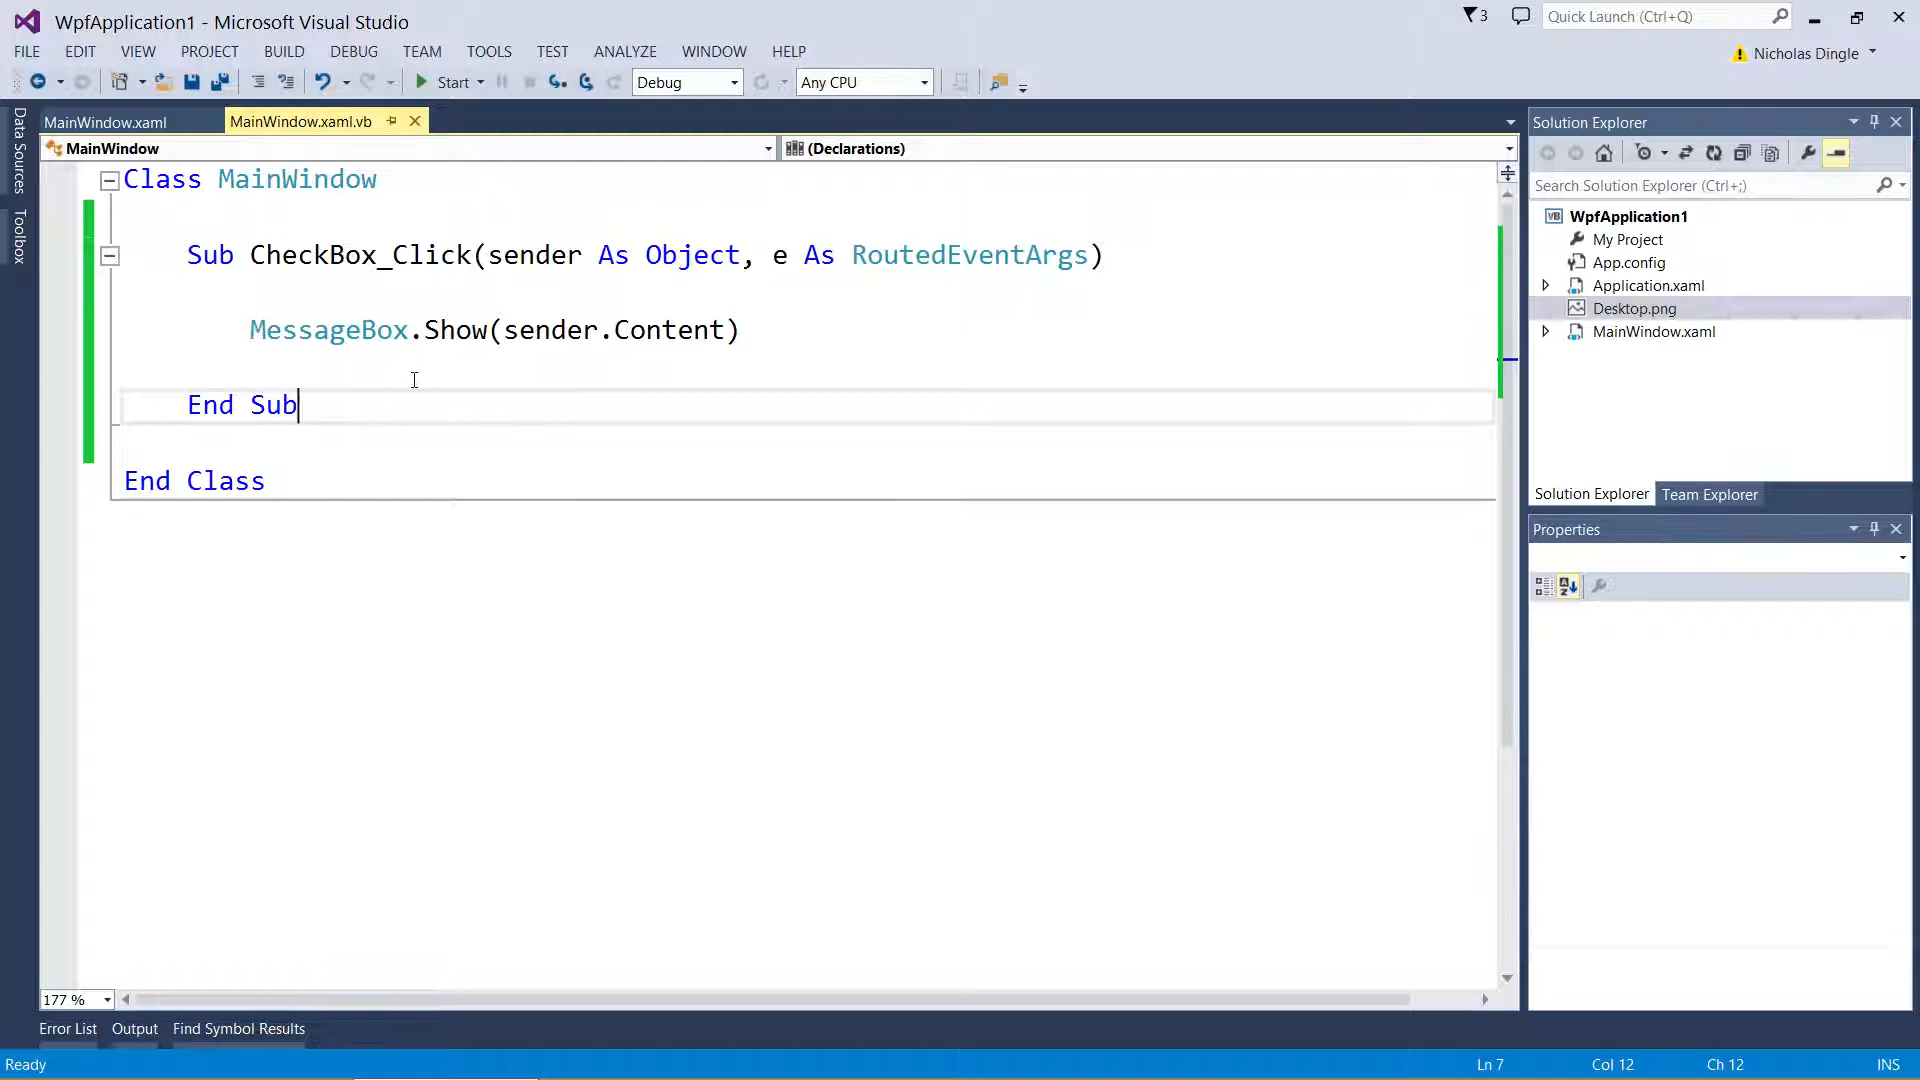 WpfApplication1 - Microsoft Visual Studio
3
Quick Launch (Ctrl+Q)
FILE EDIT VIEW PROJECT BUILD DEBUG TEAM TOOLS TEST ANALYZE WINDOW HELP
Nicholas Dingle
Start Debug Any CPU
Data Sources
Toolbox
MainWindow.xaml MainWindow.xaml.vb
MainWindow (Declarations)
Class MainWindow
Sub CheckBox_Click(sender As Object, e As RoutedEventArgs)
MessageBox.Show(sender.Content)
End Sub
End Class
177 %
Solution Explorer
Search Solution Explorer (Ctrl+;)
VB WpfApplication1
My Project
App.config
Application.xaml
Desktop.png
MainWindow.xaml
Solution Explorer Team Explorer
Properties
Error List Output Find Symbol Results
Ready Ln 7 Col 12 Ch 12 INS